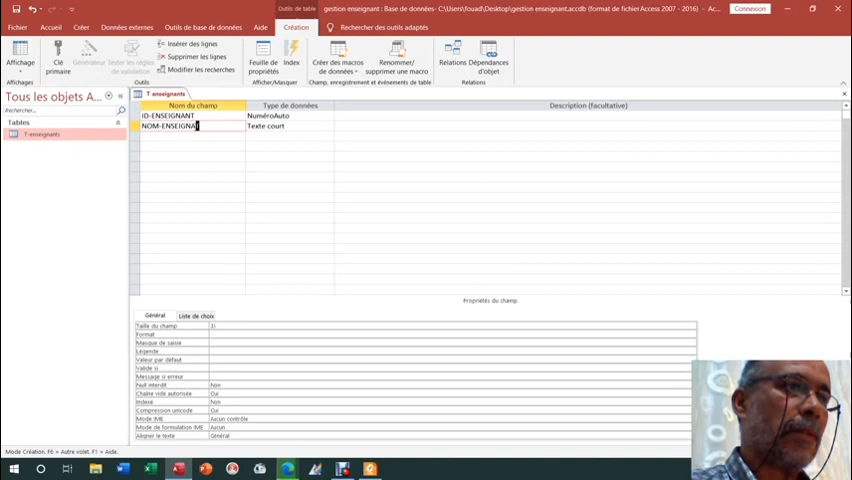 Outils de table
gestion enseignant : Base de données- C:\Users\fouad\Desktop\gestion enseignant.accdb (format de fichier Access 2007 - 2016) - Ac...
Connexion
Fichier Accueil Créer Données externes Outils de base de données Aide Création Rechercher des outils adaptés
Affichage
Affichages
Clé primaire
Générateur
Tester les règles de validation
Insérer des lignes
Supprimer les lignes
Modifier les recherches
Outils
Feuille de propriétés
Index
Afficher/Masquer
Créer des macros de données
Renommer/ supprimer une macro
Champ, enregistrement et événements de table
Relations
Dépendances d'objet
Relations
Tous les objets A...
Rechercher...
Tables
T-enseignants
T enseignants
Nom du champ Type de données Description (facultative)
ID-ENSEIGNANT NuméroAuto
NOM-ENSEIGNA Texte court
Propriétés du champ
Général Liste de choix
Taille du champ
Format
Masque de saisie
Légende
Valeur par défaut
Valide si
Message si erreur
Null interdit Non
Chaîne vide autorisée Oui
Indexé Non
Compression unicode Oui
Mode IME Aucun contrôle
Mode de formulation IME Aucun
Aligner le texte Général
Mode Création. F6 = Autre volet. F1 = Aide.